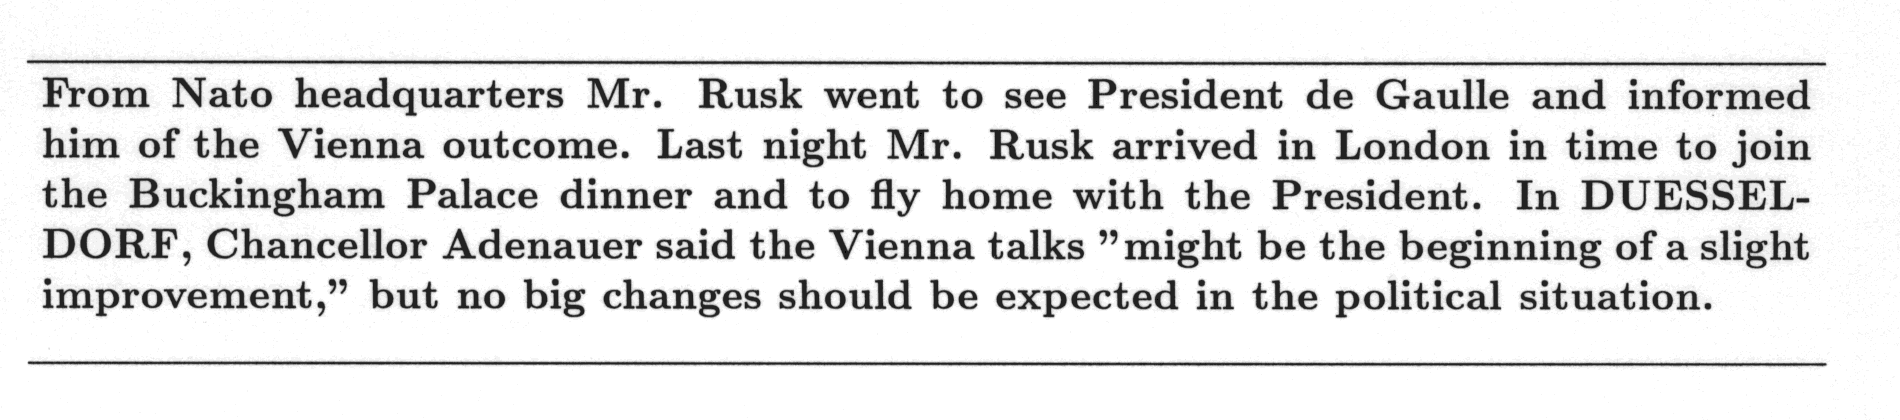 From Nato headquarters Mr. Rusk went to see President de Gaulle and informed
him of the Vienna outcome. Last night Mr. Rusk arrived in London in time to join
the Buckingham Palace dinner and to fly home with the President. In DUESSEL-
DORF, Chancellor Adenauer said the Vienna talks ”might be the beginning of a slight
improvement,” but no big changes should be expected in the political situation.